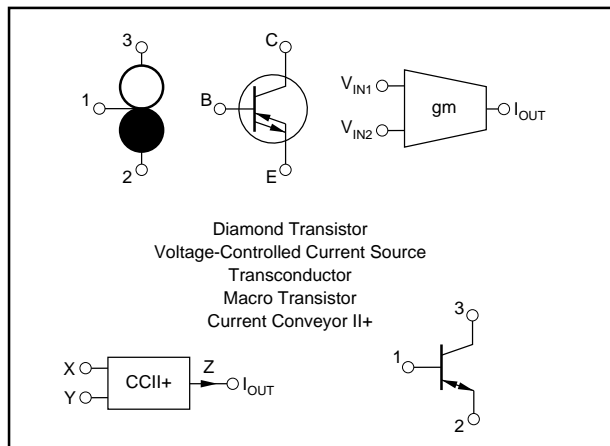 3
1
2
C
B
E
V_IN1
V_IN2
gm
I_OUT
Diamond Transistor
Voltage-Controlled Current Source
Transconductor
Macro Transistor
Current Conveyor II+
X
Y
CCII+
Z
I_OUT
3
1
2